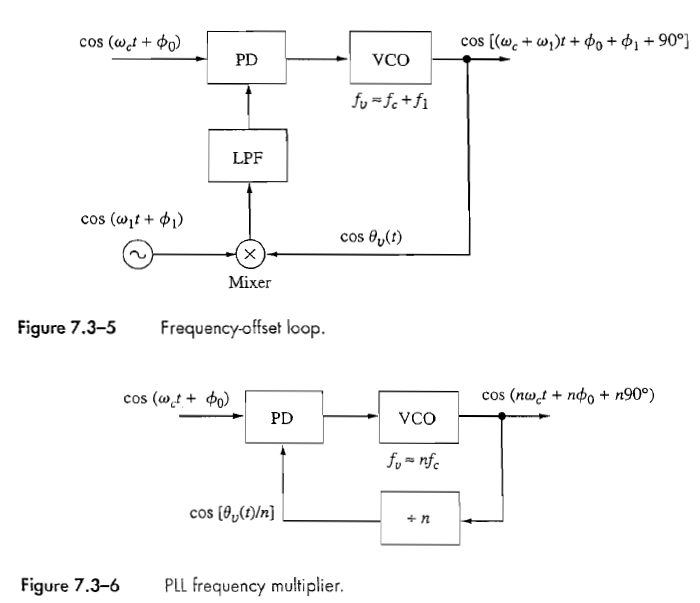 cos (ω_c t + ϕ_0)
cos [(ω_c + ω_1)t + ϕ_0 + ϕ_1 + 90°]
PD
VCO
f_v ≈ f_c + f_1
LPF
cos (ω_1 t + ϕ_1)
cos θ_v(t)
~
×
Mixer
Figure 7.3–5 Frequency-offset loop.
cos (ω_c t + ϕ_0)
cos (nω_c t + nϕ_0 + n90°)
PD
VCO
f_v ≈ nf_c
cos [θ_v(t)/n]
÷ n
Figure 7.3–6 PLL frequency multiplier.